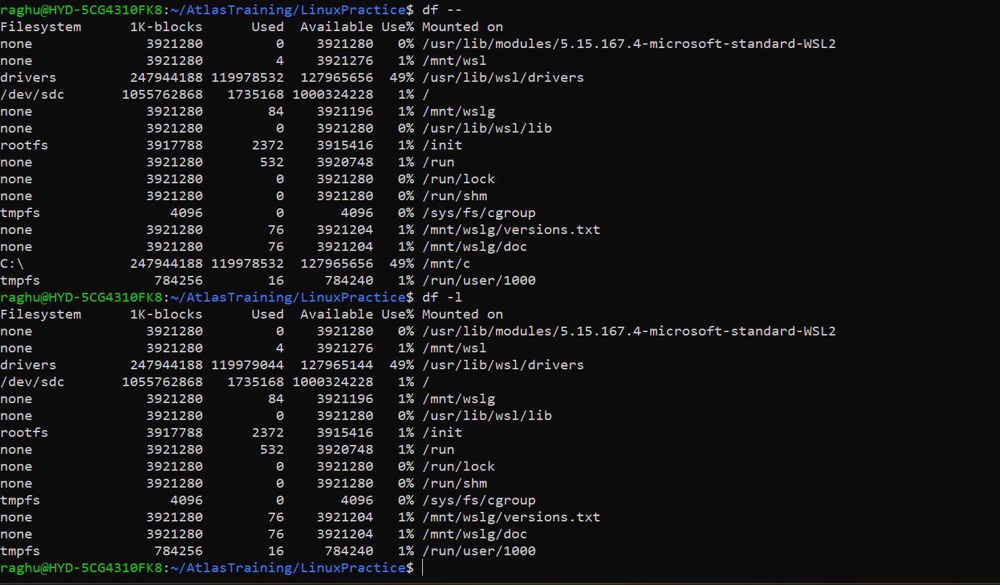 raghu@HYD-5CG4310FK8:~/AtlasTraining/LinuxPractice$ df --
Filesystem      1K-blocks      Used  Available Use% Mounted on
none              3921280         0    3921280   0% /usr/lib/modules/5.15.167.4-microsoft-standard-WSL2
none              3921280         4    3921276   1% /mnt/wsl
drivers         247944188 119978532  127965656  49% /usr/lib/wsl/drivers
/dev/sdc       1055762868   1735168 1000324228   1% /
none              3921280        84    3921196   1% /mnt/wslg
none              3921280         0    3921280   0% /usr/lib/wsl/lib
rootfs            3917788      2372    3915416   1% /init
none              3921280       532    3920748   1% /run
none              3921280         0    3921280   0% /run/lock
none              3921280         0    3921280   0% /run/shm
tmpfs                4096         0       4096   0% /sys/fs/cgroup
none              3921280        76    3921204   1% /mnt/wslg/versions.txt
none              3921280        76    3921204   1% /mnt/wslg/doc
C:\             247944188 119978532  127965656  49% /mnt/c
tmpfs              784256        16     784240   1% /run/user/1000
raghu@HYD-5CG4310FK8:~/AtlasTraining/LinuxPractice$ df -l
Filesystem      1K-blocks      Used  Available Use% Mounted on
none              3921280         0    3921280   0% /usr/lib/modules/5.15.167.4-microsoft-standard-WSL2
none              3921280         4    3921276   1% /mnt/wsl
drivers         247944188 119979044  127965144  49% /usr/lib/wsl/drivers
/dev/sdc       1055762868   1735168 1000324228   1% /
none              3921280        84    3921196   1% /mnt/wslg
none              3921280         0    3921280   0% /usr/lib/wsl/lib
rootfs            3917788      2372    3915416   1% /init
none              3921280       532    3920748   1% /run
none              3921280         0    3921280   0% /run/lock
none              3921280         0    3921280   0% /run/shm
tmpfs                4096         0       4096   0% /sys/fs/cgroup
none              3921280        76    3921204   1% /mnt/wslg/versions.txt
none              3921280        76    3921204   1% /mnt/wslg/doc
tmpfs              784256        16     784240   1% /run/user/1000
raghu@HYD-5CG4310FK8:~/AtlasTraining/LinuxPractice$